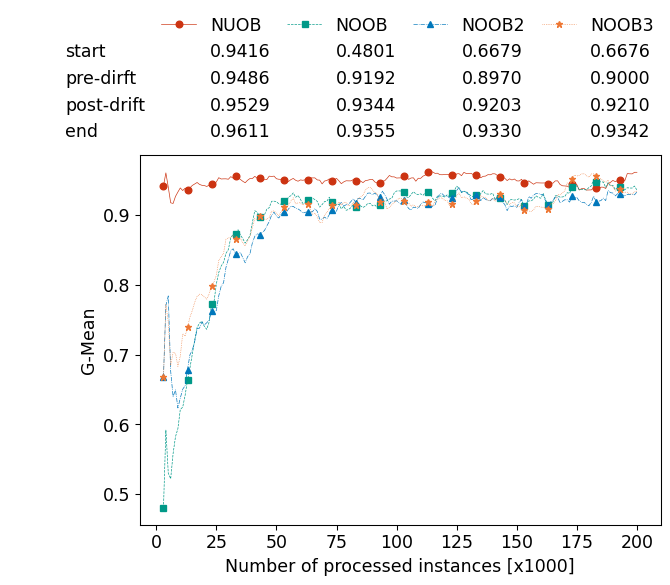 NUOB NOOB NOOB2 NOOB3
start 0.9416 0.4801 0.6679 0.6676
pre-dirft 0.9486 0.9192 0.8970 0.9000
post-drift 0.9529 0.9344 0.9203 0.9210
end 0.9611 0.9355 0.9330 0.9342
G-Mean
0.9
0.8
0.7
0.6
0.5
0 25 50 75 100 125 150 175 200
Number of processed instances [x1000]